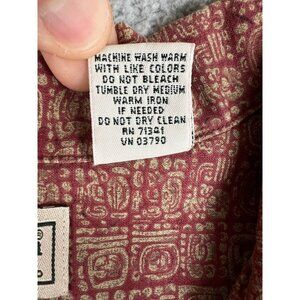 MACHINE WASH WARM
WITH LIKE COLORS
DO NOT BLEACH
TUMBLE DRY MEDIUM
WARM IRON
IF NEEDED
DO NOT DRY CLEAN
RN 71341
VN 03790